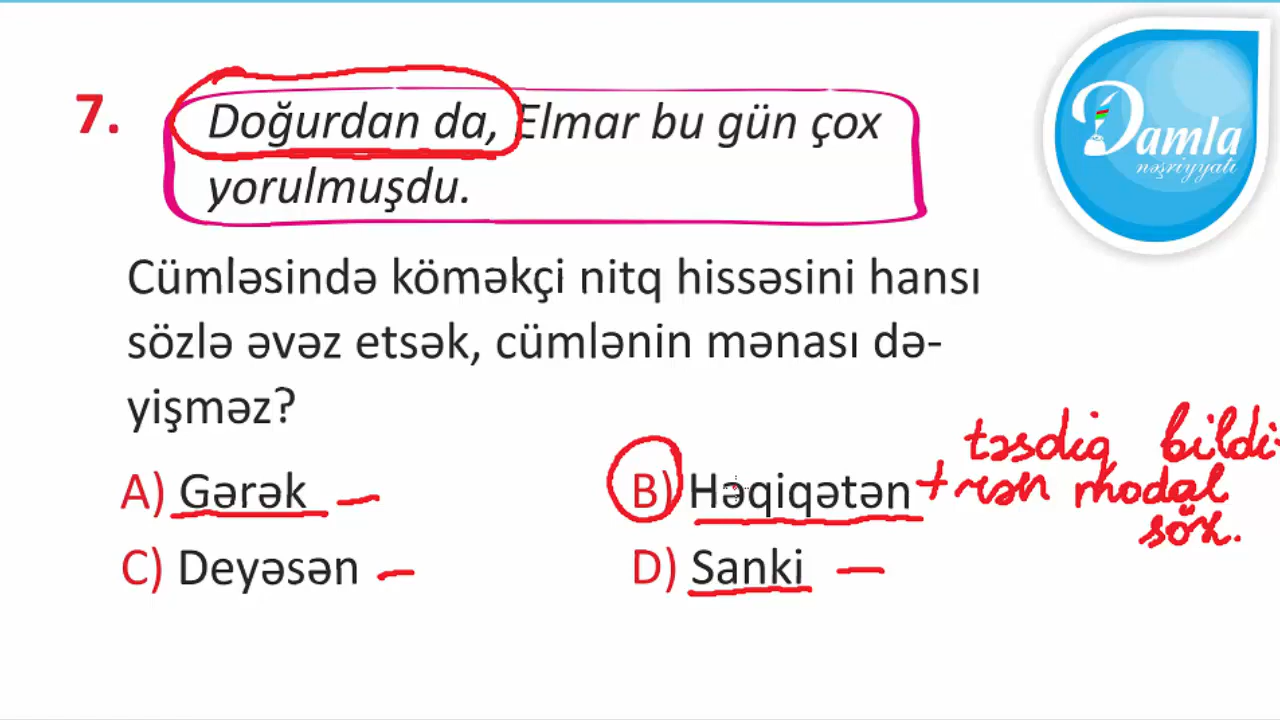 7. Doğurdan da, Elmar bu gün çox
yorulmuşdu.
Damla
nəşriyyatı
Cümləsində köməkçi nitq hissəsini hansı
sözlə əvəz etsək, cümlənin mənası də-
yişməz?
A) Gərək –
B) Həqiqətən +
təsdiq bildi-
rən modal
söz.
C) Deyəsən –
D) Sanki –